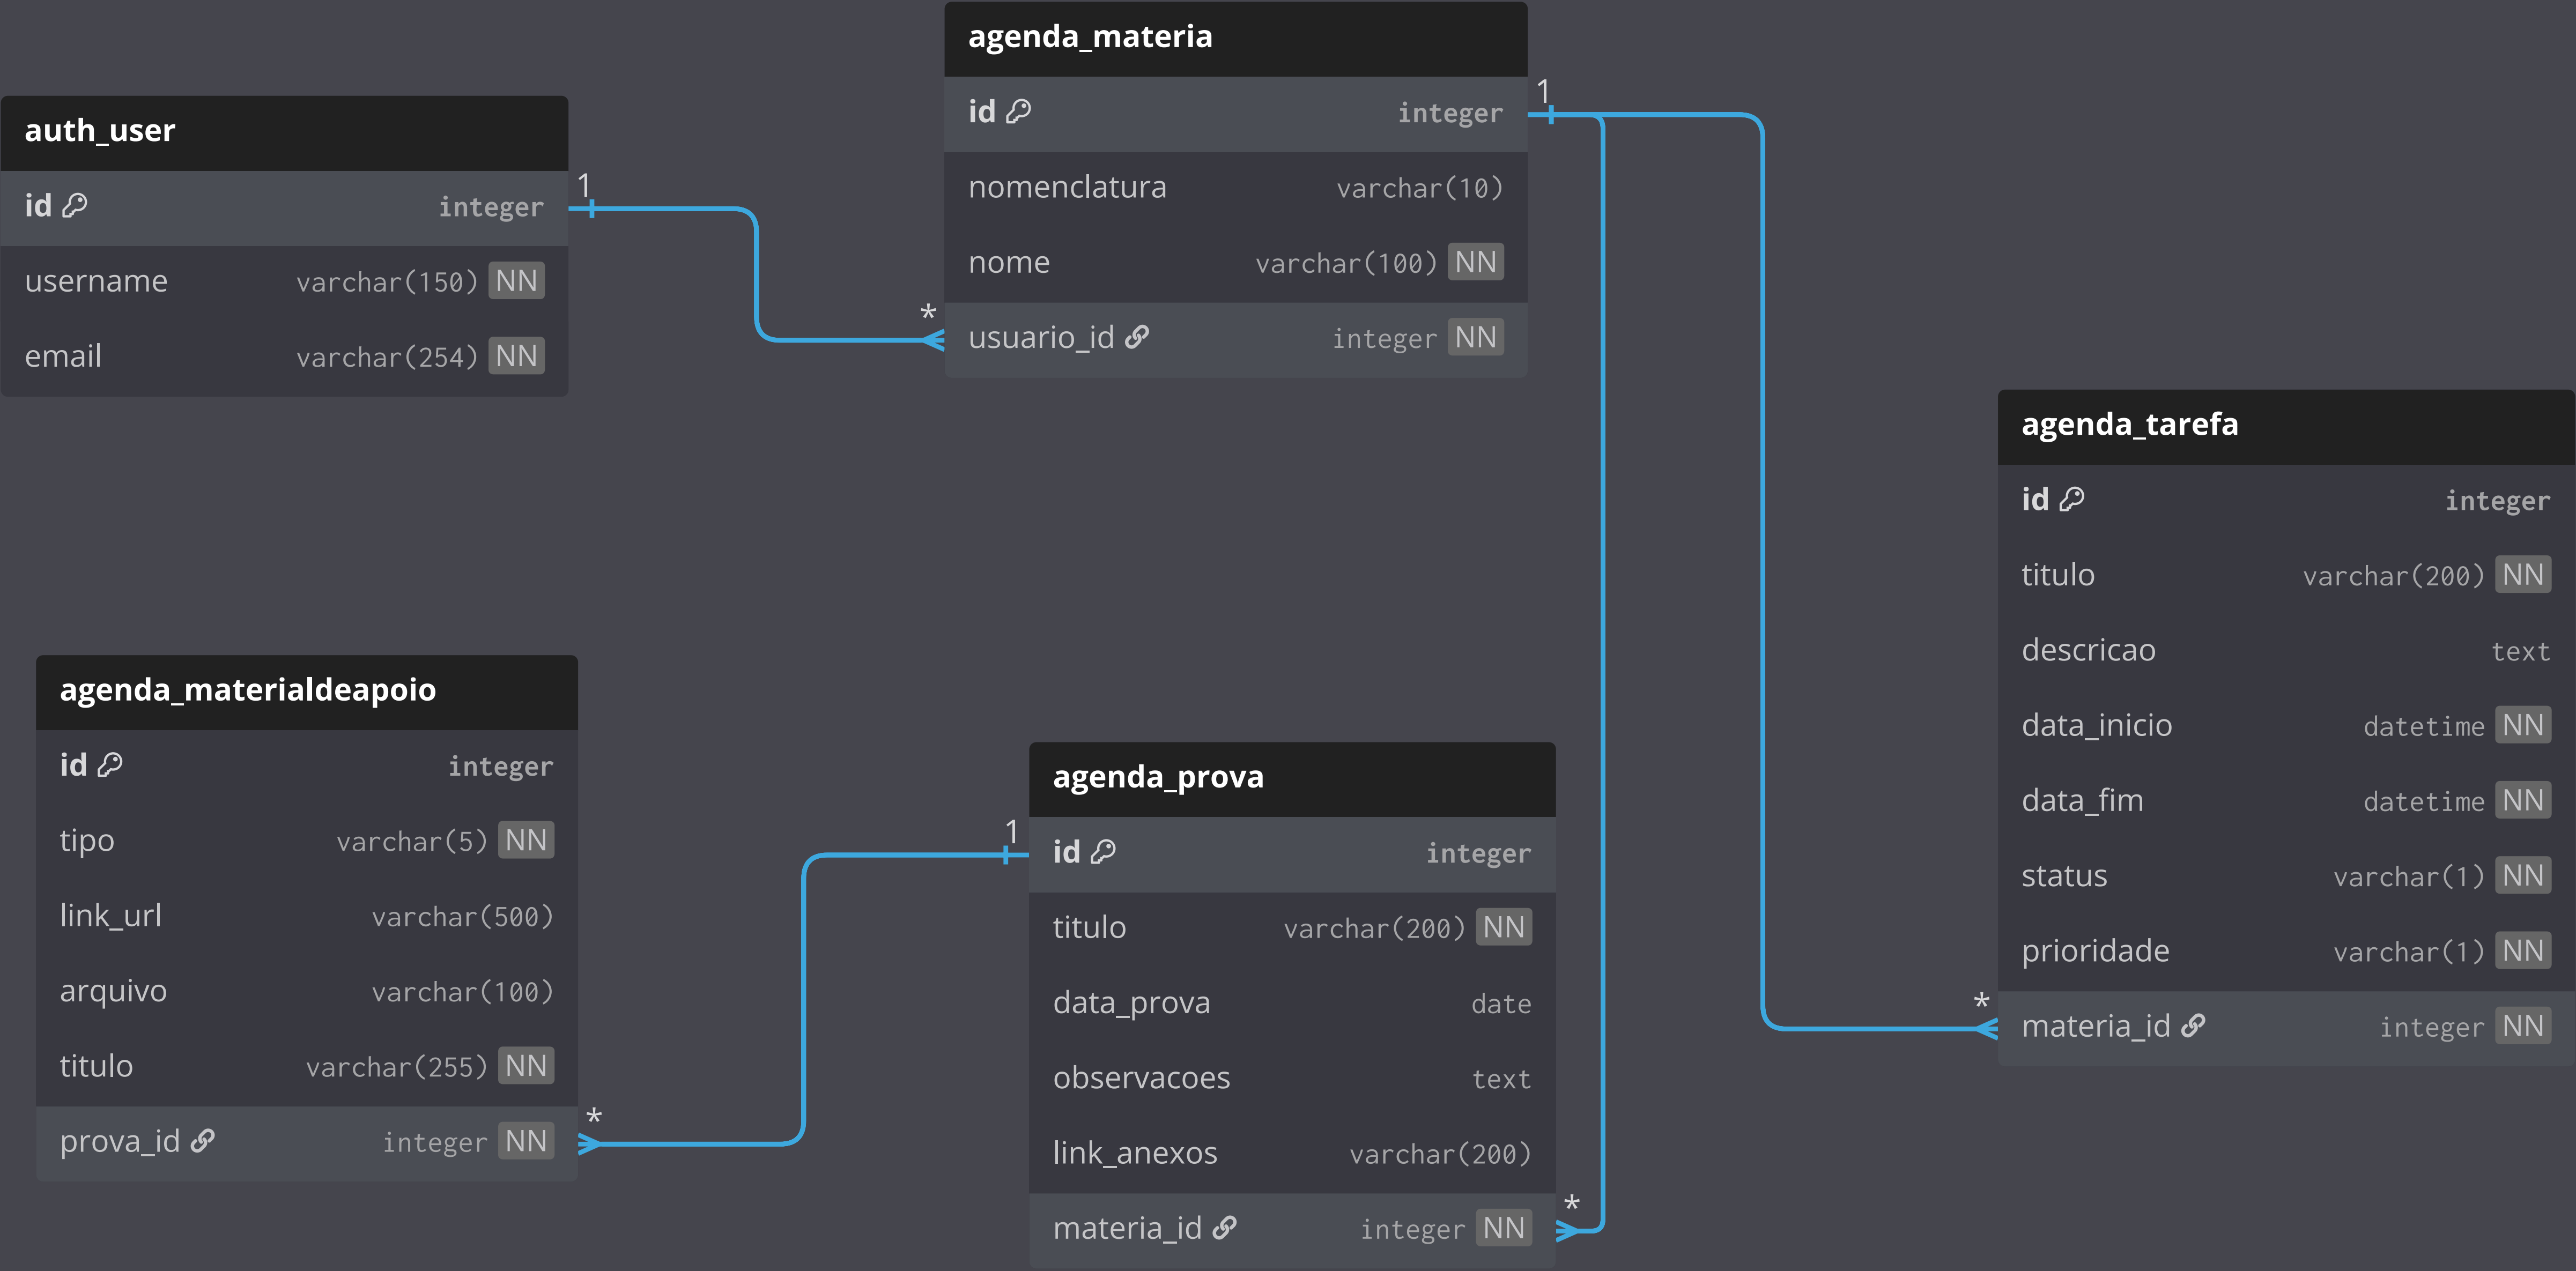 auth_user
id integer
username varchar(150) NN
email varchar(254) NN
1
*
agenda_materia
id integer
nomenclatura varchar(10)
nome varchar(100) NN
usuario_id integer NN
1
agenda_tarefa
id integer
titulo varchar(200) NN
descricao text
data_inicio datetime NN
data_fim datetime NN
status varchar(1) NN
prioridade varchar(1) NN
materia_id integer NN
*
agenda_materialdeapoio
id integer
tipo varchar(5) NN
link_url varchar(500)
arquivo varchar(100)
titulo varchar(255) NN
prova_id integer NN
*
1
agenda_prova
id integer
titulo varchar(200) NN
data_prova date
observacoes text
link_anexos varchar(200)
materia_id integer NN
*